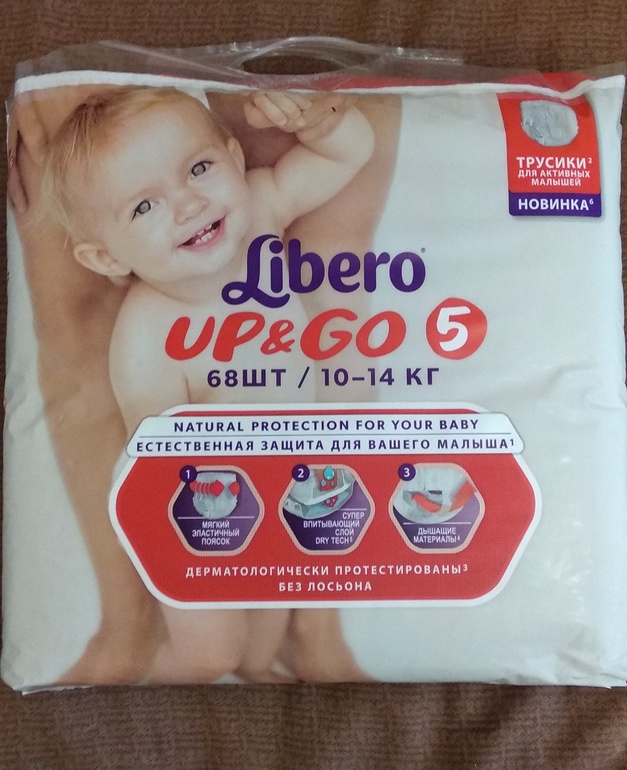 ТРУСИКИ²
ДЛЯ АКТИВНЫХ
МАЛЫШЕЙ
НОВИНКА⁶
Libero
UP&GO 5
68ШТ / 10–14 КГ
NATURAL PROTECTION FOR YOUR BABY
ЕСТЕСТВЕННАЯ ЗАЩИТА ДЛЯ ВАШЕГО МАЛЫША¹
1
МЯГКИЙ
ЭЛАСТИЧНЫЙ
ПОЯСОК
2
СУПЕР
ВПИТЫВАЮЩИЙ
СЛОЙ
DRY TECH⁵
3
ДЫШАЩИЕ
МАТЕРИАЛЫ⁴
ДЕРМАТОЛОГИЧЕСКИ ПРОТЕСТИРОВАНЫ³
БЕЗ ЛОСЬОНА